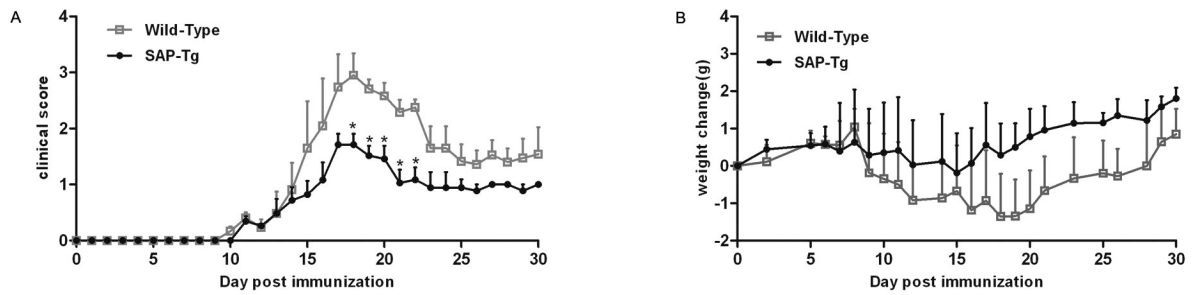 A
4
3
2
1
0
clinical score
Wild-Type
SAP-Tg
*
*
*
*
*
0 5 10 15 20 25 30
Day post immunization
B
4
3
2
1
0
-1
-2
weight change(g)
Wild-Type
SAP-Tg
0 5 10 15 20 25 30
Day post immunization